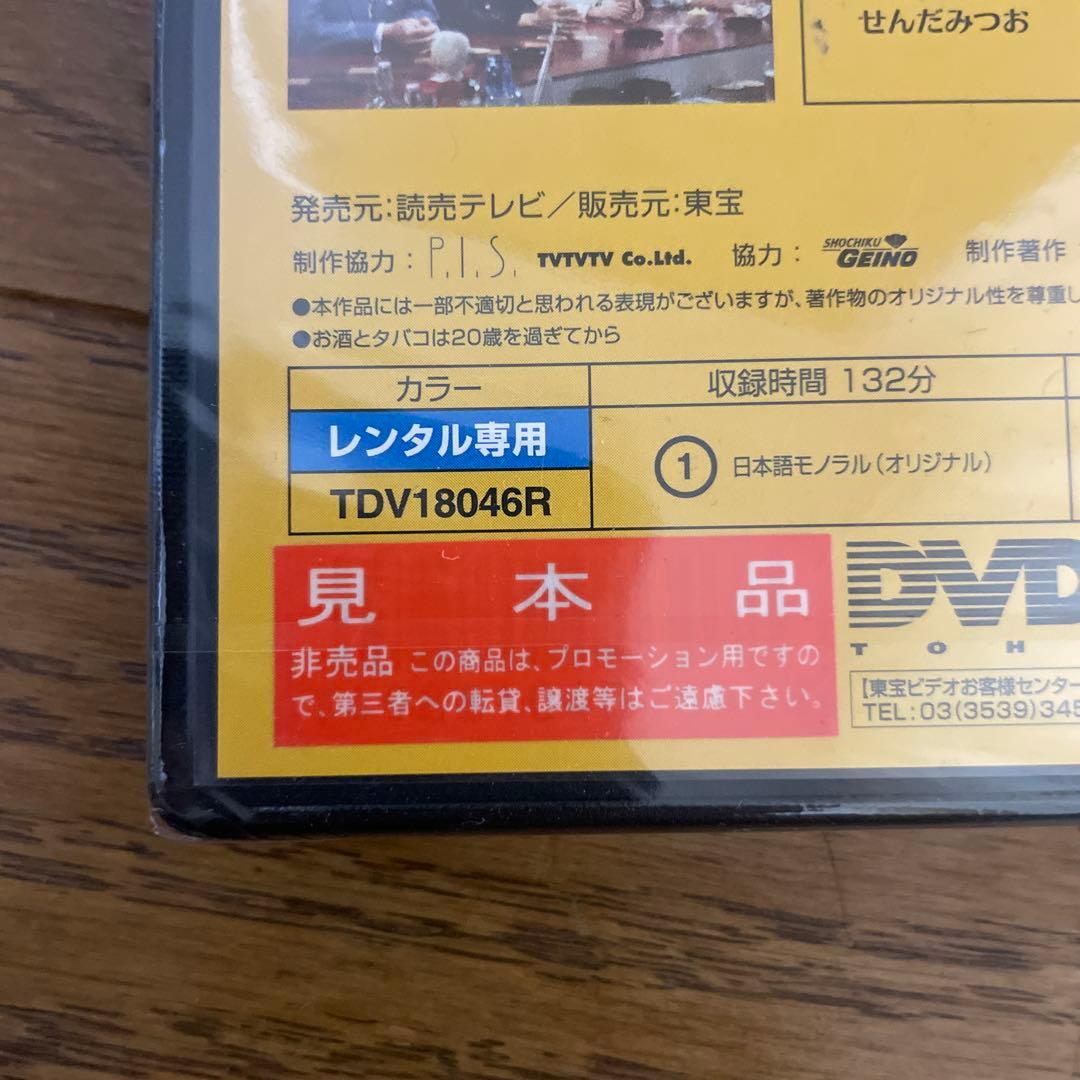 せんだみつお
発売元:読売テレビ／販売元:東宝
制作協力: P.I.S. TVTVTV Co.Ltd. 協力: SHOCHIKU GEINO 制作著作
●本作品には一部不適切と思われる表現がございますが、著作物のオリジナル性を尊重し
●お酒とタバコは20歳を過ぎてから
カラー 収録時間 132分
レンタル専用
① 日本語モノラル(オリジナル)
TDV18046R
見本品
非売品 この商品は、プロモーション用ですの
で、第三者への転貸、譲渡等はご遠慮下さい。
DVD
TOH
【東宝ビデオお客様センター
TEL:03(3539)345